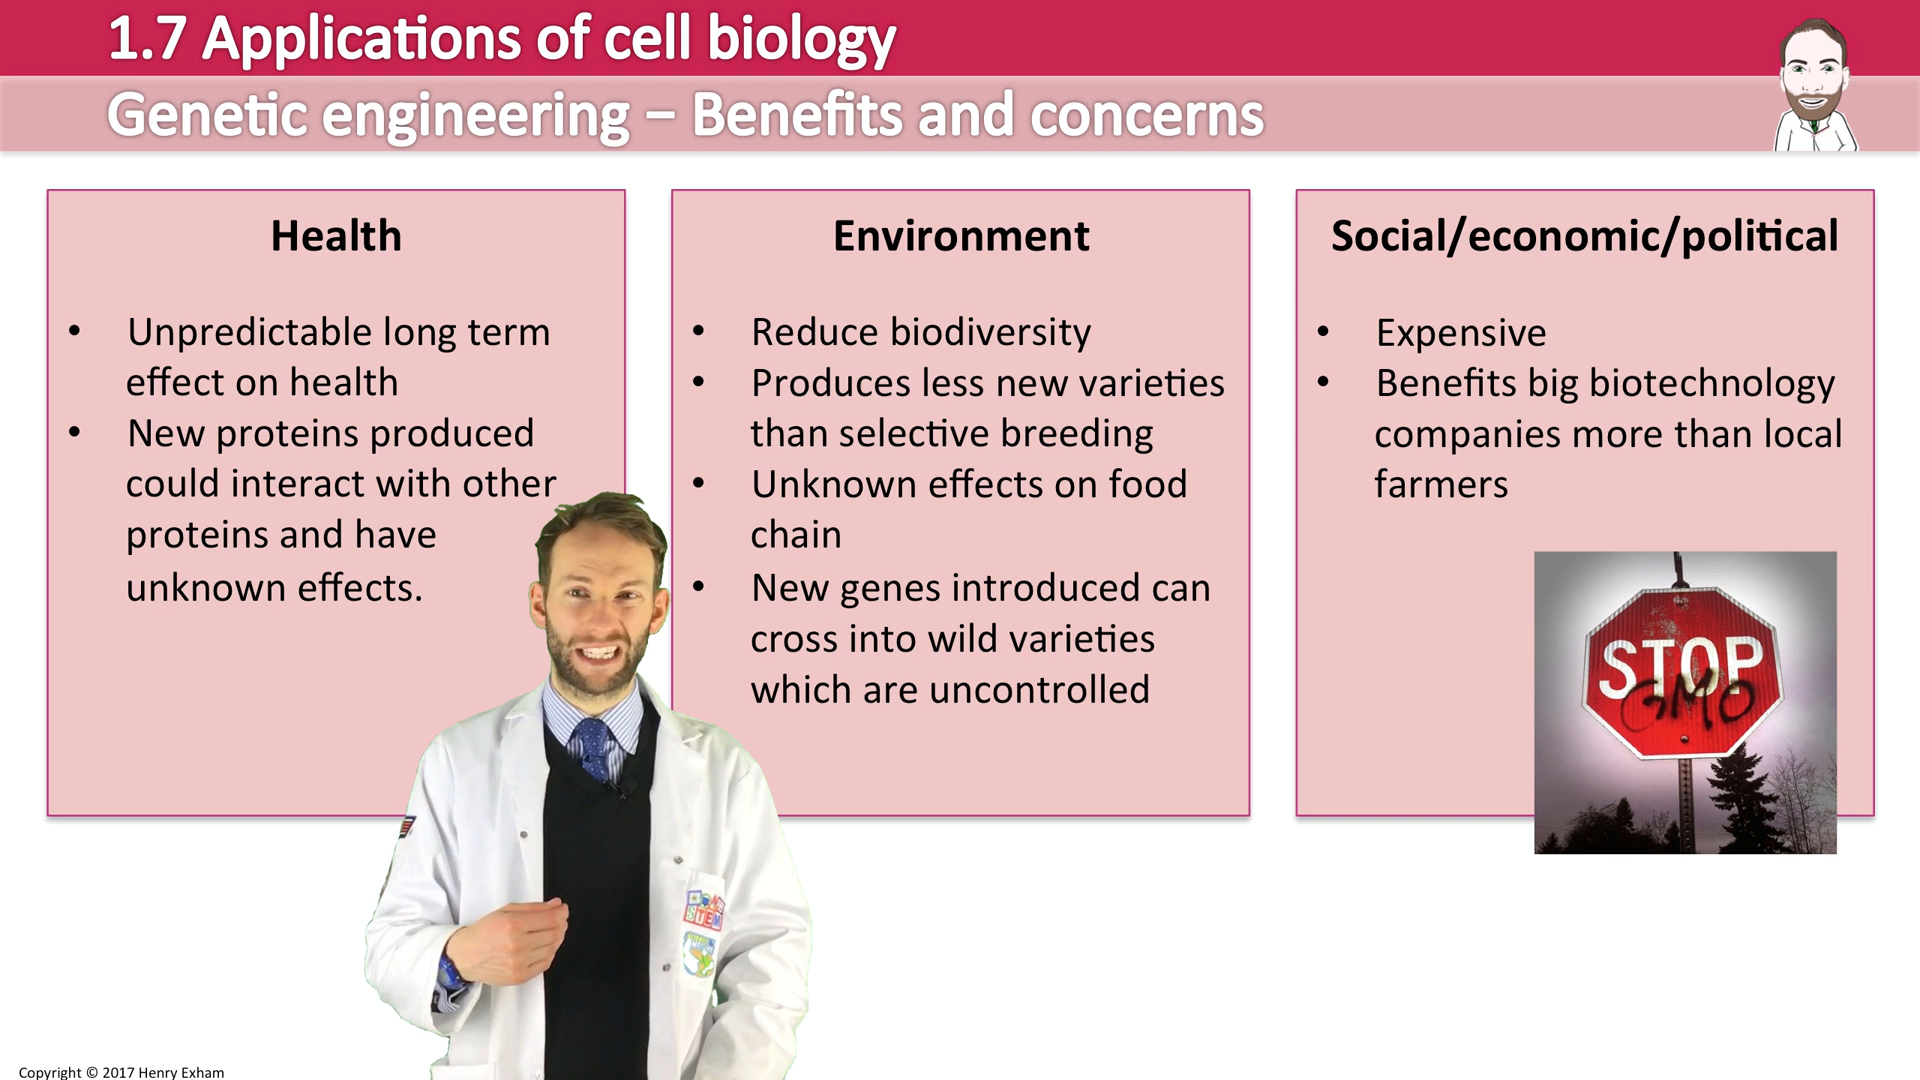 1.7 Applications of cell biology
Genetic engineering – Benefits and concerns
Health
• Unpredictable long term
effect on health
• New proteins produced
could interact with other
proteins and have
unknown effects.
Environment
• Reduce biodiversity
• Produces less new varieties
than selective breeding
• Unknown effects on food
chain
• New genes introduced can
cross into wild varieties
which are uncontrolled
Social/economic/political
• Expensive
• Benefits big biotechnology
companies more than local
farmers
STOP
GMO
STEM
Copyright © 2017 Henry Exham